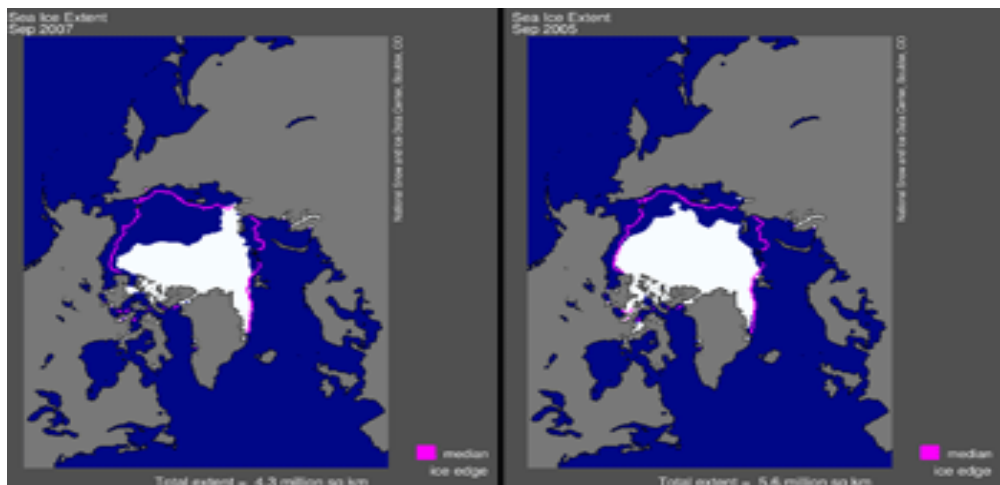 Sea Ice Extent
Sep 2007
National Snow and Ice Data Center, Boulder, CO
median
ice edge
Total extent = 4.3 million sq km
Sea Ice Extent
Sep 2005
National Snow and Ice Data Center, Boulder, CO
median
ice edge
Total extent = 5.6 million sq km